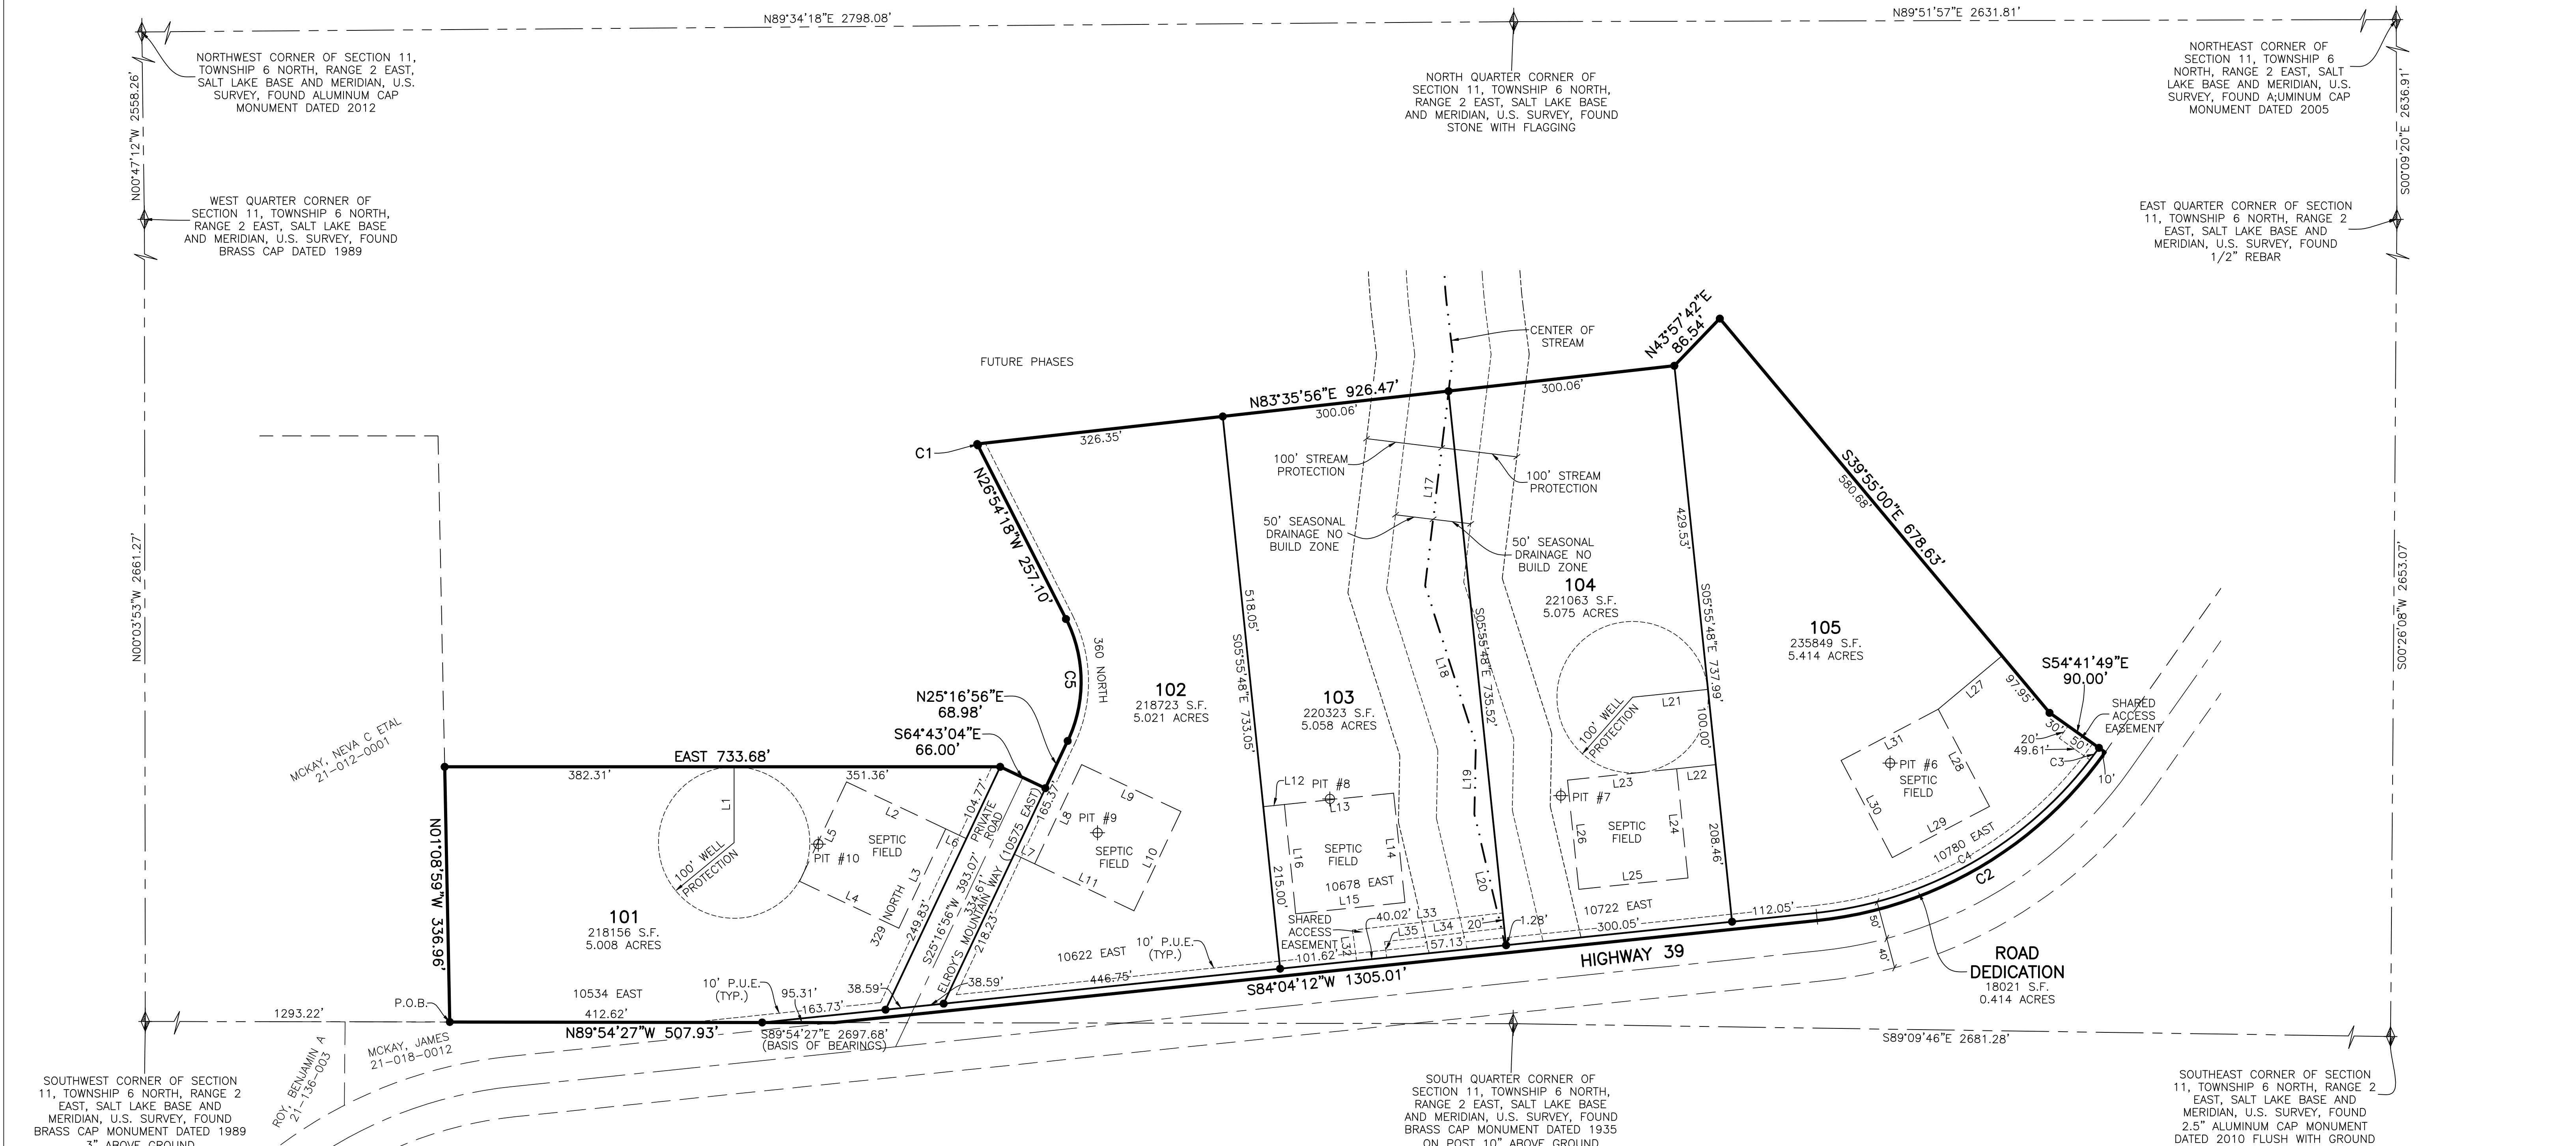 N89°34'18"E 2798.08'
N89°51'57"E 2631.81'
NORTHWEST CORNER OF SECTION 11,
TOWNSHIP 6 NORTH, RANGE 2 EAST,
SALT LAKE BASE AND MERIDIAN, U.S.
SURVEY, FOUND ALUMINUM CAP
MONUMENT DATED 2012
NORTH QUARTER CORNER OF
SECTION 11, TOWNSHIP 6 NORTH,
RANGE 2 EAST, SALT LAKE BASE
AND MERIDIAN, U.S. SURVEY, FOUND
STONE WITH FLAGGING
NORTHEAST CORNER OF
SECTION 11, TOWNSHIP 6
NORTH, RANGE 2 EAST, SALT
LAKE BASE AND MERIDIAN, U.S.
SURVEY, FOUND A;UMINUM CAP
MONUMENT DATED 2005
N00°47'12"W 2558.26'
S00°09'20"E 2636.91'
WEST QUARTER CORNER OF
SECTION 11, TOWNSHIP 6 NORTH,
RANGE 2 EAST, SALT LAKE BASE
AND MERIDIAN, U.S. SURVEY, FOUND
BRASS CAP DATED 1989
EAST QUARTER CORNER OF SECTION
11, TOWNSHIP 6 NORTH, RANGE 2
EAST, SALT LAKE BASE AND
MERIDIAN, U.S. SURVEY, FOUND
1/2" REBAR
N00°03'53"W 2661.27'
S00°26'08"W 2653.07'
FUTURE PHASES
CENTER OF
STREAM
N43°57'42"E
86.54'
N83°35'56"E 926.47'
326.35'
300.06'
300.06'
C1
N26°54'18"W 257.10'
100' STREAM
PROTECTION
100' STREAM
PROTECTION
L17
50' SEASONAL
DRAINAGE NO
BUILD ZONE
50' SEASONAL
DRAINAGE NO
BUILD ZONE
S39°55'00"E 678.63'
580.68'
97.95'
429.53'
518.05'
S05°55'48"E 733.05'
S05°55'48"E 735.52'
S05°55'48"E 737.99'
100.00'
208.46'
215.00'
104
221063 S.F.
5.075 ACRES
105
235849 S.F.
5.414 ACRES
102
218723 S.F.
5.021 ACRES
103
220323 S.F.
5.058 ACRES
360 NORTH
C5
L18
L19
L20
100' WELL
PROTECTION
L21
L27
S54°41'49"E
90.00'
SHARED
ACCESS
EASEMENT
30'
50'
20'
49.61'
C3
10'
N25°16'56"E
68.98'
S64°43'04"E
66.00'
MCKAY, NEVA C ETAL
21-012-0001
EAST 733.68'
382.31'
351.36'
N01°08'59"W 336.96'
L1
100' WELL
PROTECTION
L2
L5
SEPTIC
FIELD
PIT #10
L3
L4
L6
329 NORTH
104.77'
249.83'
PRIVATE
ROAD
S25°16'56"W 393.07'
334.61'
ELROY'S MOUNTAIN WAY (10575 EAST)
165.37'
218.23'
L7
L8
L9
PIT #9
SEPTIC
FIELD
L10
L11
L12
PIT #8
L13
L14
L16
SEPTIC
FIELD
10678 EAST
L15
PIT #7
L22
L23
L24
L26
SEPTIC
FIELD
L25
L31
PIT #6
SEPTIC
FIELD
L28
L30
L29
10780 EAST
C4
C2
101
218156 S.F.
5.008 ACRES
SHARED
ACCESS
EASEMENT
40.02'
L33
L34
20'
L35
L32
101.62'
157.13'
1.28'
10722 EAST
300.05'
112.05'
50'
40'
10622 EAST
10' P.U.E.
(TYP.)
446.75'
38.59'
38.59'
10' P.U.E.
(TYP.)
95.31'
163.73'
10534 EAST
412.62'
P.O.B.
1293.22'
N89°54'27"W 507.93'
S89°54'27"E 2697.68'
(BASIS OF BEARINGS)
S84°04'12"W 1305.01'
HIGHWAY 39
ROAD
DEDICATION
18021 S.F.
0.414 ACRES
S89°09'46"E 2681.28'
MCKAY, JAMES
21-018-0012
ROY, BENJAMIN A
21-136-003
SOUTHWEST CORNER OF SECTION
11, TOWNSHIP 6 NORTH, RANGE 2
EAST, SALT LAKE BASE AND
MERIDIAN, U.S. SURVEY, FOUND
BRASS CAP MONUMENT DATED 1989
3" ABOVE GROUND
SOUTH QUARTER CORNER OF
SECTION 11, TOWNSHIP 6 NORTH,
RANGE 2 EAST, SALT LAKE BASE
AND MERIDIAN, U.S. SURVEY, FOUND
BRASS CAP MONUMENT DATED 1935
ON POST 10" ABOVE GROUND
SOUTHEAST CORNER OF SECTION
11, TOWNSHIP 6 NORTH, RANGE 2
EAST, SALT LAKE BASE AND
MERIDIAN, U.S. SURVEY, FOUND
2.5" ALUMINUM CAP MONUMENT
DATED 2010 FLUSH WITH GROUND